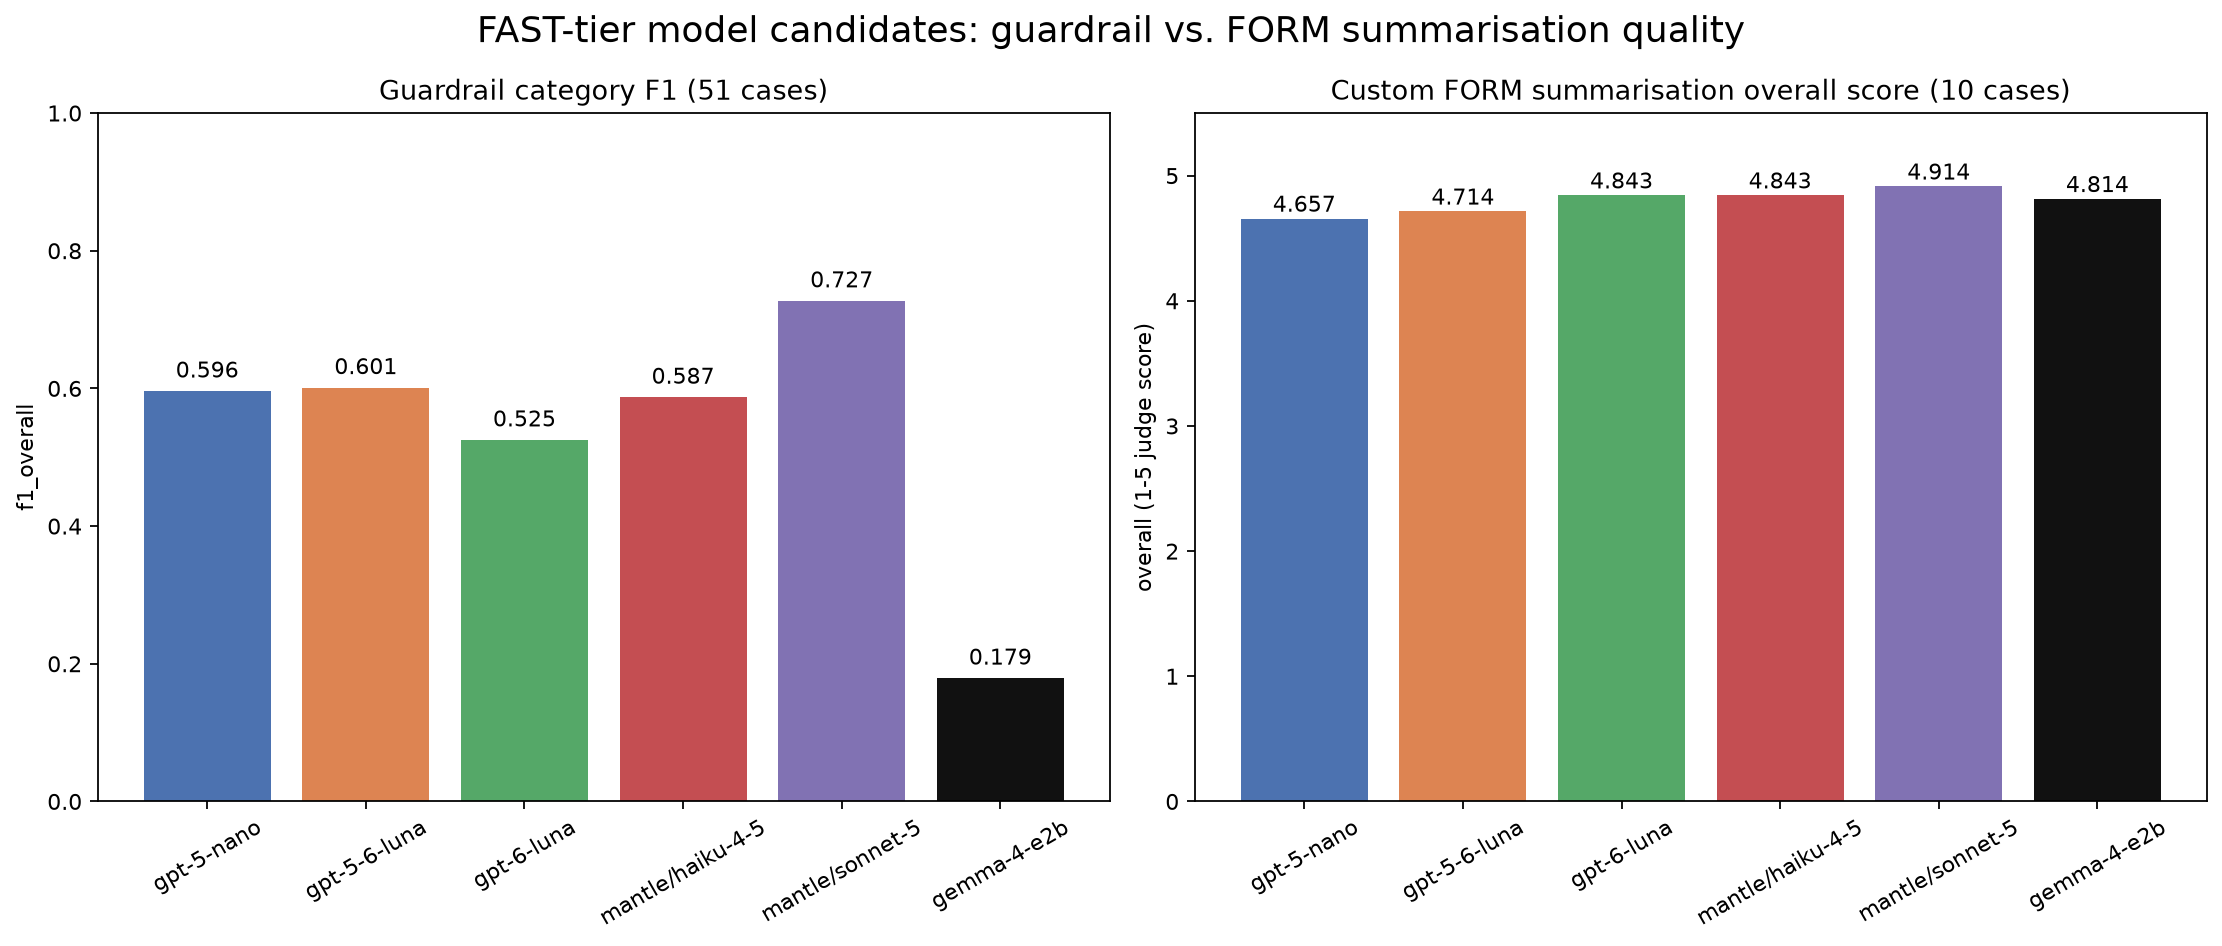 FAST-tier model candidates: guardrail vs. FORM summarisation quality
Guardrail category F1 (51 cases)
f1_overall
1.0
0.8
0.6
0.4
0.2
0.0
0.596
0.601
0.525
0.587
0.727
0.179
gpt-5-nano
gpt-5-6-luna
gpt-6-luna
mantle/haiku-4-5
mantle/sonnet-5
gemma-4-e2b
Custom FORM summarisation overall score (10 cases)
overall (1-5 judge score)
5
4
3
2
1
0
4.657
4.714
4.843
4.843
4.914
4.814
gpt-5-nano
gpt-5-6-luna
gpt-6-luna
mantle/haiku-4-5
mantle/sonnet-5
gemma-4-e2b